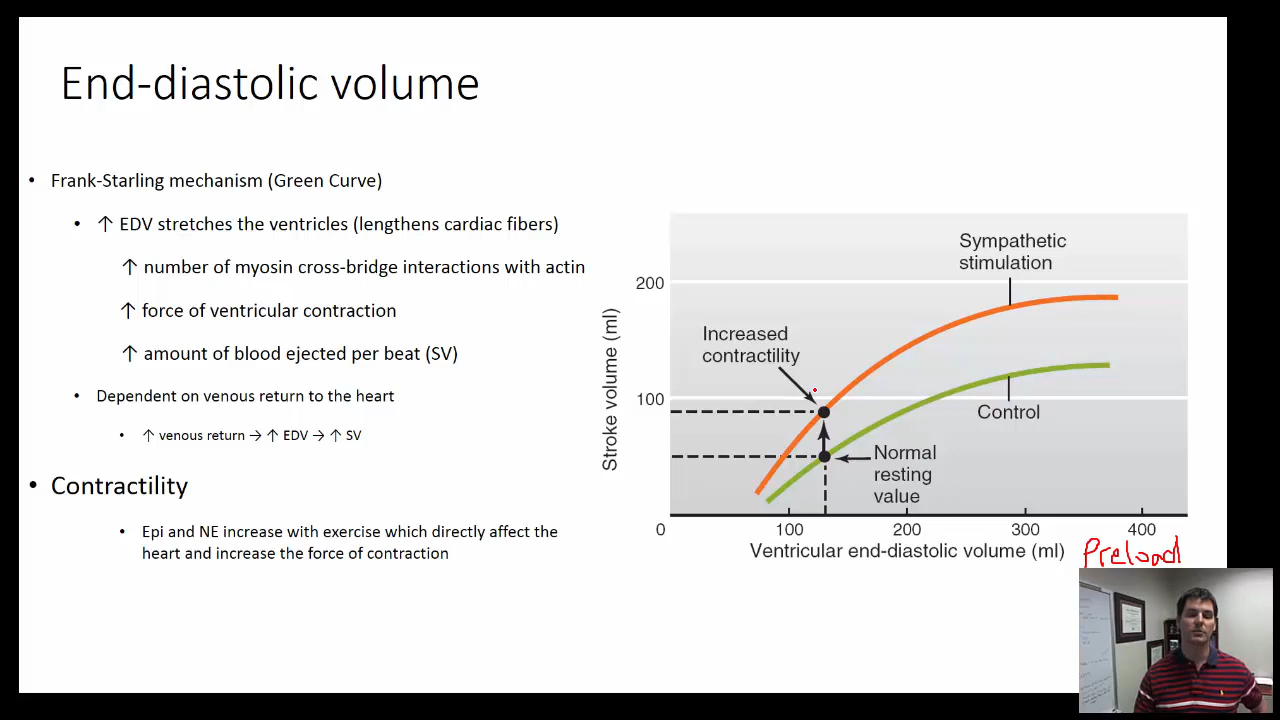 End-diastolic volume
• Frank-Starling mechanism (Green Curve)
• ↑ EDV stretches the ventricles (lengthens cardiac fibers)
↑ number of myosin cross-bridge interactions with actin
↑ force of ventricular contraction
↑ amount of blood ejected per beat (SV)
• Dependent on venous return to the heart
• ↑ venous return → ↑ EDV → ↑ SV
• Contractility
• Epi and NE increase with exercise which directly affect the
heart and increase the force of contraction
Stroke volume (ml)
200
100
0
Sympathetic
stimulation
Increased
contractility
Control
Normal
resting
value
100
200
300
400
Ventricular end-diastolic volume (ml)
Preload